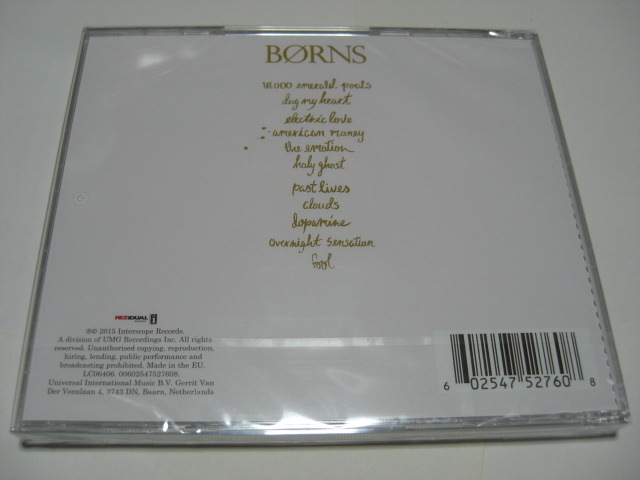 BØRNS
10,000 emerald pools
dug my heart
electric love
american money
the emotion
holy ghost
past lives
clouds
dopamine
overnight sensation
fool
REZIDUAL
i
℗© 2015 Interscope Records.
A division of UMG Recordings Inc. All rights
reserved. Unauthorised copying, reproduction,
hiring, lending, public performance and
broadcasting prohibited. Made in the EU.
LC06406. 00602547527608.
Universal International Music B.V. Gerrit Van
Der Veenlaan 4, 3743 DN, Baarn, Netherlands
6 02547 52760 8